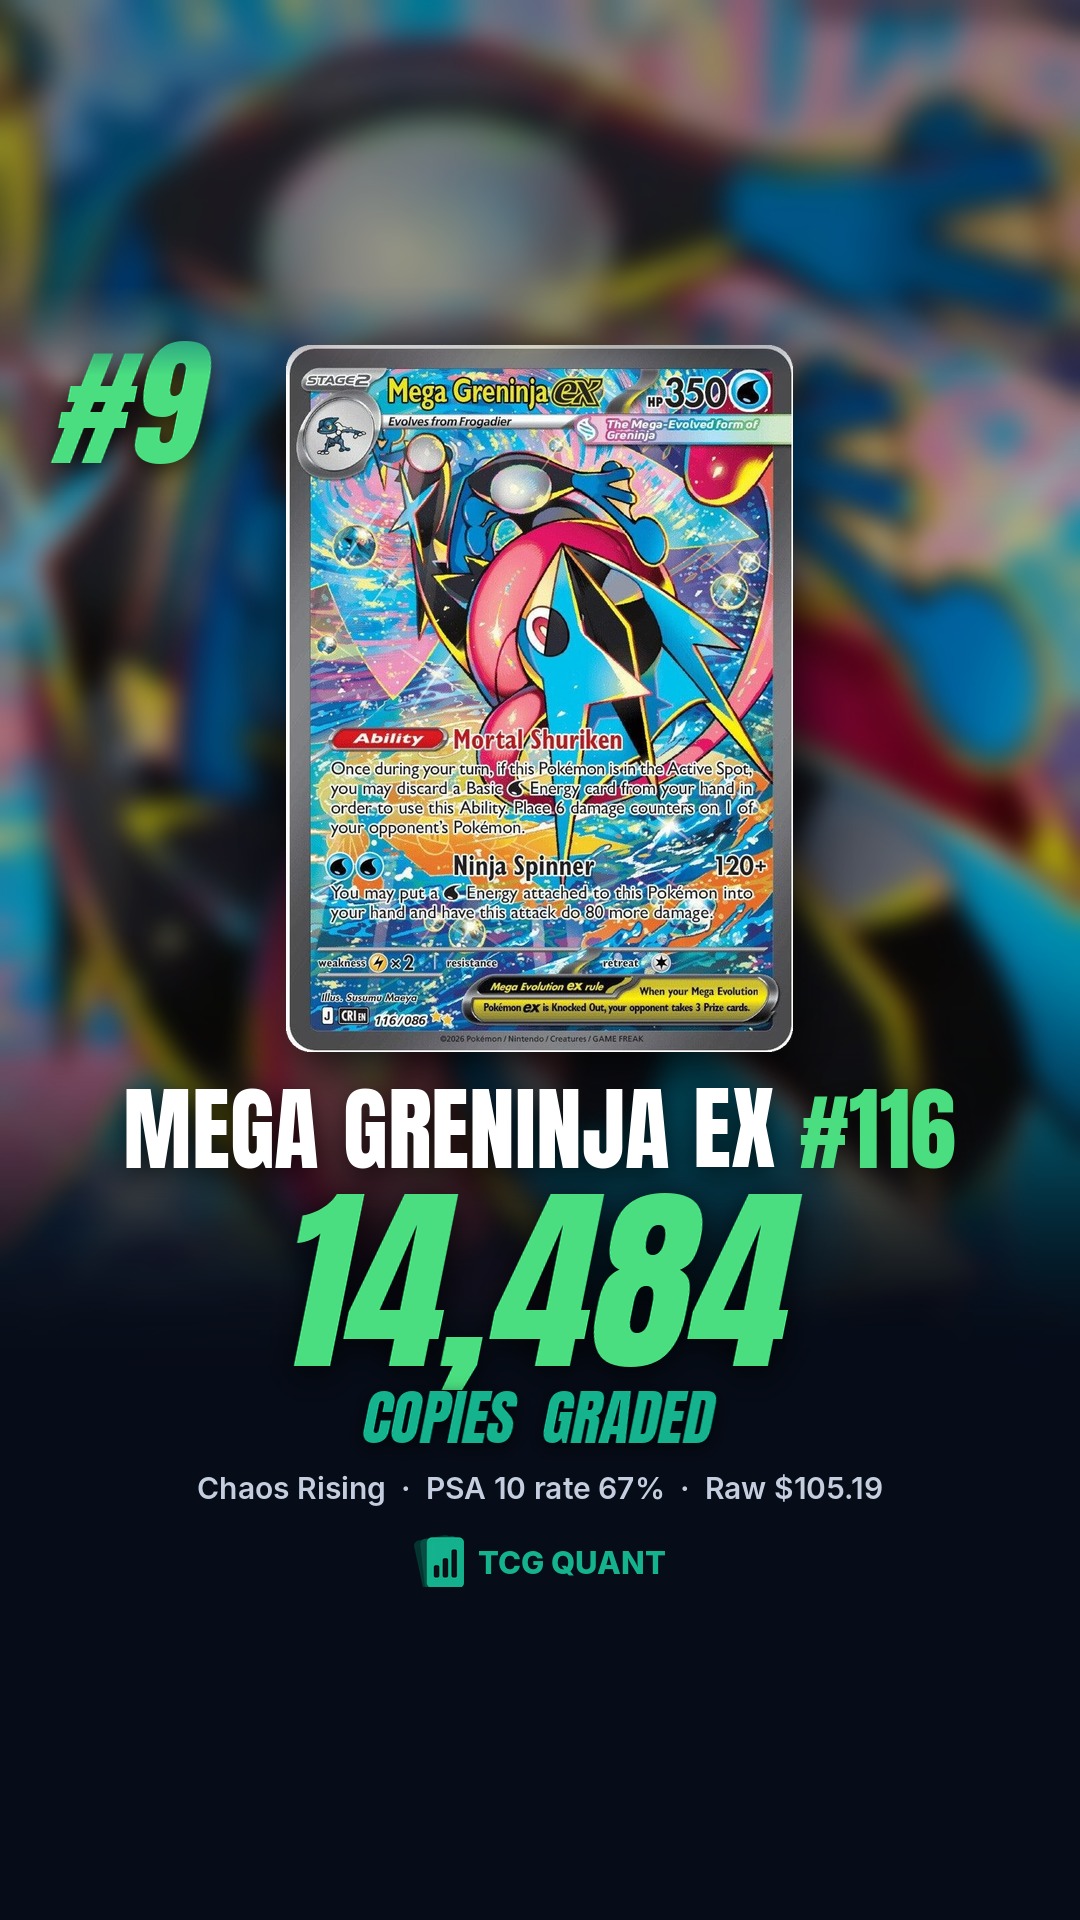 #9
STAGE2
Mega Greninja ex
HP 350
Evolves from Frogadier
The Mega-Evolved form of
Greninja
Ability Mortal Shuriken
Once during your turn, if this Pokémon is in the Active Spot,
you may discard a Basic Energy card from your hand in
order to use this Ability. Place 6 damage counters on 1 of
your opponent's Pokémon.
Ninja Spinner 120+
You may put a Energy attached to this Pokémon into
your hand and have this attack do 80 more damage.
weakness ×2 resistance retreat
Mega Evolution ex rule When your Mega Evolution
Pokémon ex is Knocked Out, your opponent takes 3 Prize cards.
Illus. Susumu Maeya
J CRI EN 116/086
©2026 Pokémon / Nintendo / Creatures / GAME FREAK
MEGA GRENINJA EX #116
14,484
COPIES GRADED
Chaos Rising · PSA 10 rate 67% · Raw $105.19
TCG QUANT